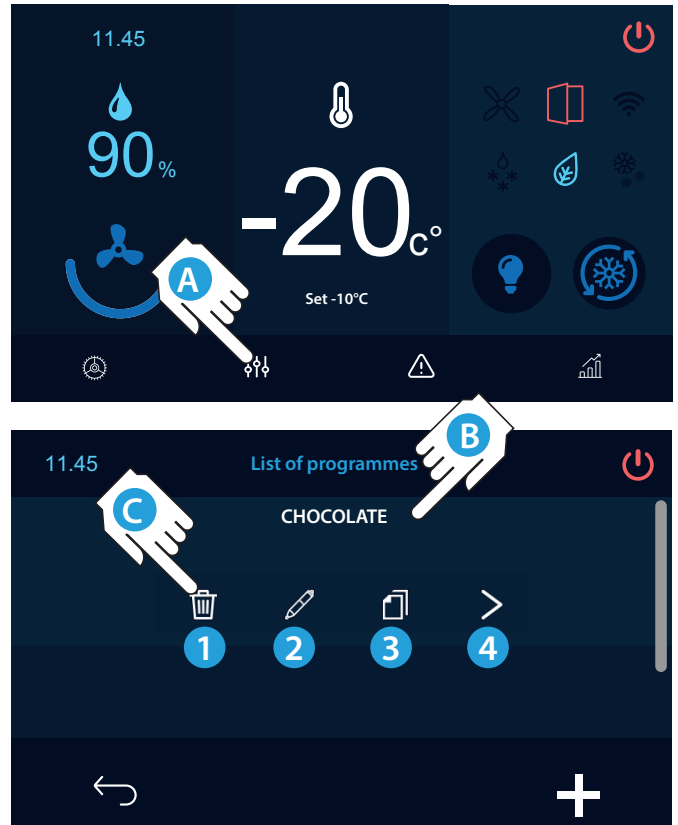 11.45
90%
-20c°
Set -10°C
A
B
11.45
List of programmes
C
CHOCOLATE
1
2
3
4